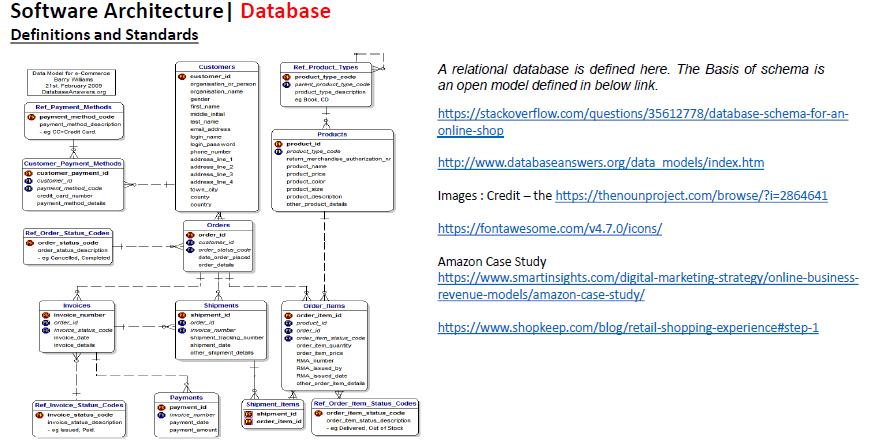 Software Architecture| Database
Definitions and Standards
Data Model for e-Commerce
Barry Williams
21st. February 2009
DatabaseAnswers.org
Ref_Payment_Methods
payment_method_code
payment_method_description
- eg CC=Credit Card.
Customer_Payment_Methods
customer_payment_id
customer_id
payment_method_code
credit_card_number
payment_method_details
Ref_Order_Status_Codes
order_status_code
order_status_description
- eg Cancelled, Completed
Customers
customer_id
organisation_or_person
organisation_name
gender
first_name
middle_initial
last_name
email_address
login_name
login_password
phone_number
address_line_1
address_line_2
address_line_3
address_line_4
town_city
county
country
Ref_Product_Types
product_type_code
parent_product_type_code
product_type_description
eg Book, CD
Products
product_id
product_type_code
return_merchandise_authorization_nr
product_name
product_price
product_color
product_size
product_description
other_product_details
Orders
order_id
customer_id
order_status_code
date_order_placed
order_details
Invoices
invoice_number
order_id
invoice_status_code
invoice_date
invoice_details
Shipments
shipment_id
order_id
invoice_number
shipment_tracking_number
shipment_date
other_shipment_details
Order_Items
order_item_id
product_id
order_id
order_item_status_code
order_item_quantity
order_item_price
RMA_number
RMA_issued_by
RMA_issued_date
other_order_item_details
Ref_Invoice_Status_Codes
invoice_status_code
invoice_status_description
- eg Issued, Paid.
Payments
payment_id
invoice_number
payment_date
payment_amount
Shipment_Items
shipment_id
order_item_id
Ref_Order_Item_Status_Codes
order_item_status_code
order_item_status_description
- eg Delivered, Out of Stock
A relational database is defined here. The Basis of schema is
an open model defined in below link.
https://stackoverflow.com/questions/35612778/database-schema-for-an-
online-shop
http://www.databaseanswers.org/data_models/index.htm
Images : Credit – the https://thenounproject.com/browse/?i=2864641
https://fontawesome.com/v4.7.0/icons/
Amazon Case Study
https://www.smartinsights.com/digital-marketing-strategy/online-business-
revenue-models/amazon-case-study/
https://www.shopkeep.com/blog/retail-shopping-experience#step-1